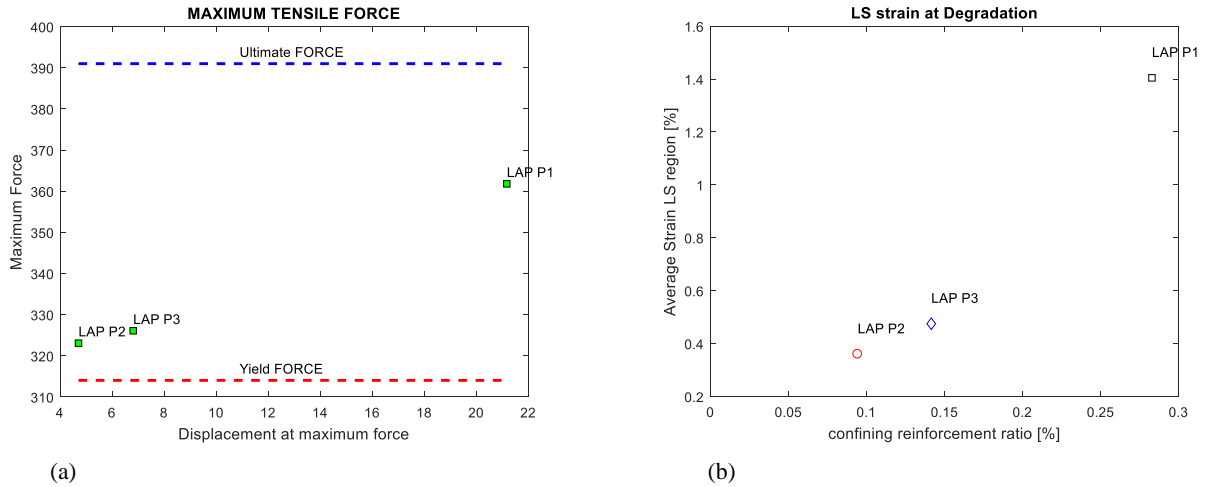 MAXIMUM TENSILE FORCE
400
390
380
370
360
350
340
330
320
310
Maximum Force
Ultimate FORCE
LAP P1
LAP P2
LAP P3
Yield FORCE
4
6
8
10
12
14
16
18
20
22
Displacement at maximum force
(a)
LS strain at Degradation
1.6
1.4
1.2
1
0.8
0.6
0.4
0.2
Average Strain LS region [%]
LAP P1
LAP P3
LAP P2
0
0.05
0.1
0.15
0.2
0.25
0.3
confining reinforcement ratio [%]
(b)